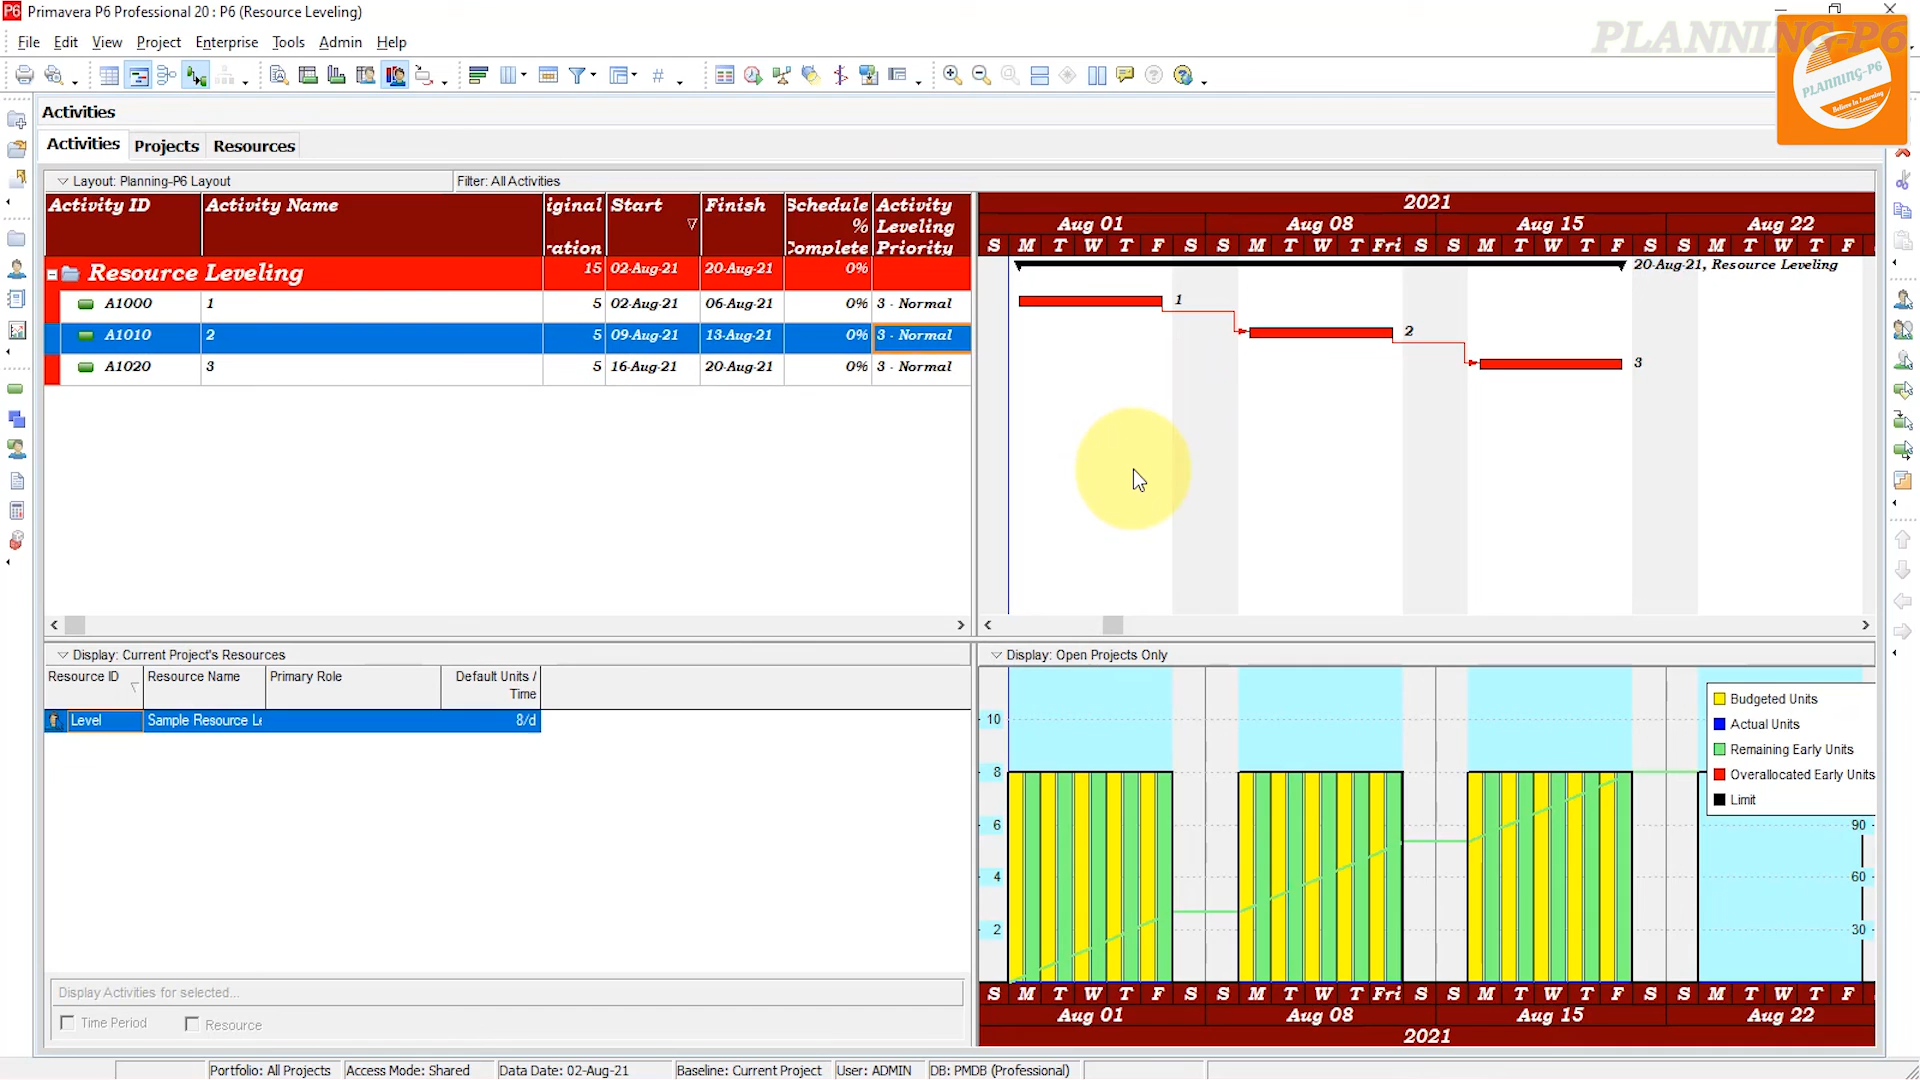 Primavera P6 Professional 20 : P6 (Resource Leveling)
PLANNING-P6
File Edit View Project Enterprise Tools Admin Help
PLANNING-P6
Believe In Learning
Activities
Activities Projects Resources
Layout: Planning-P6 Layout Filter: All Activities
Activity ID Activity Name iginal ration Start Finish Schedule % Complete Activity Leveling Priority
Resource Leveling 15 02-Aug-21 20-Aug-21 0%
A1000 1 5 02-Aug-21 06-Aug-21 0% 3 - Normal
A1010 2 5 09-Aug-21 13-Aug-21 0% 3 - Normal
A1020 3 5 16-Aug-21 20-Aug-21 0% 3 - Normal
2021
Aug 01 Aug 08 Aug 15 Aug 22
S M T W T F S S M T W T Fri S S M T W T F S S M T W T F
20-Aug-21, Resource Leveling
1
2
3
Display: Current Project's Resources
Resource ID Resource Name Primary Role Default Units / Time
Level Sample Resource Le 8/d
Display Activities for selected...
Time Period Resource
Display: Open Projects Only
Budgeted Units
Actual Units
Remaining Early Units
Overallocated Early Units
Limit
10
8
6
4
2
90
60
30
S M T W T F S S M T W T Fri S S M T W T F S S M T W T F
Aug 01 Aug 08 Aug 15 Aug 22
2021
Portfolio: All Projects Access Mode: Shared Data Date: 02-Aug-21 Baseline: Current Project User: ADMIN DB: PMDB (Professional)